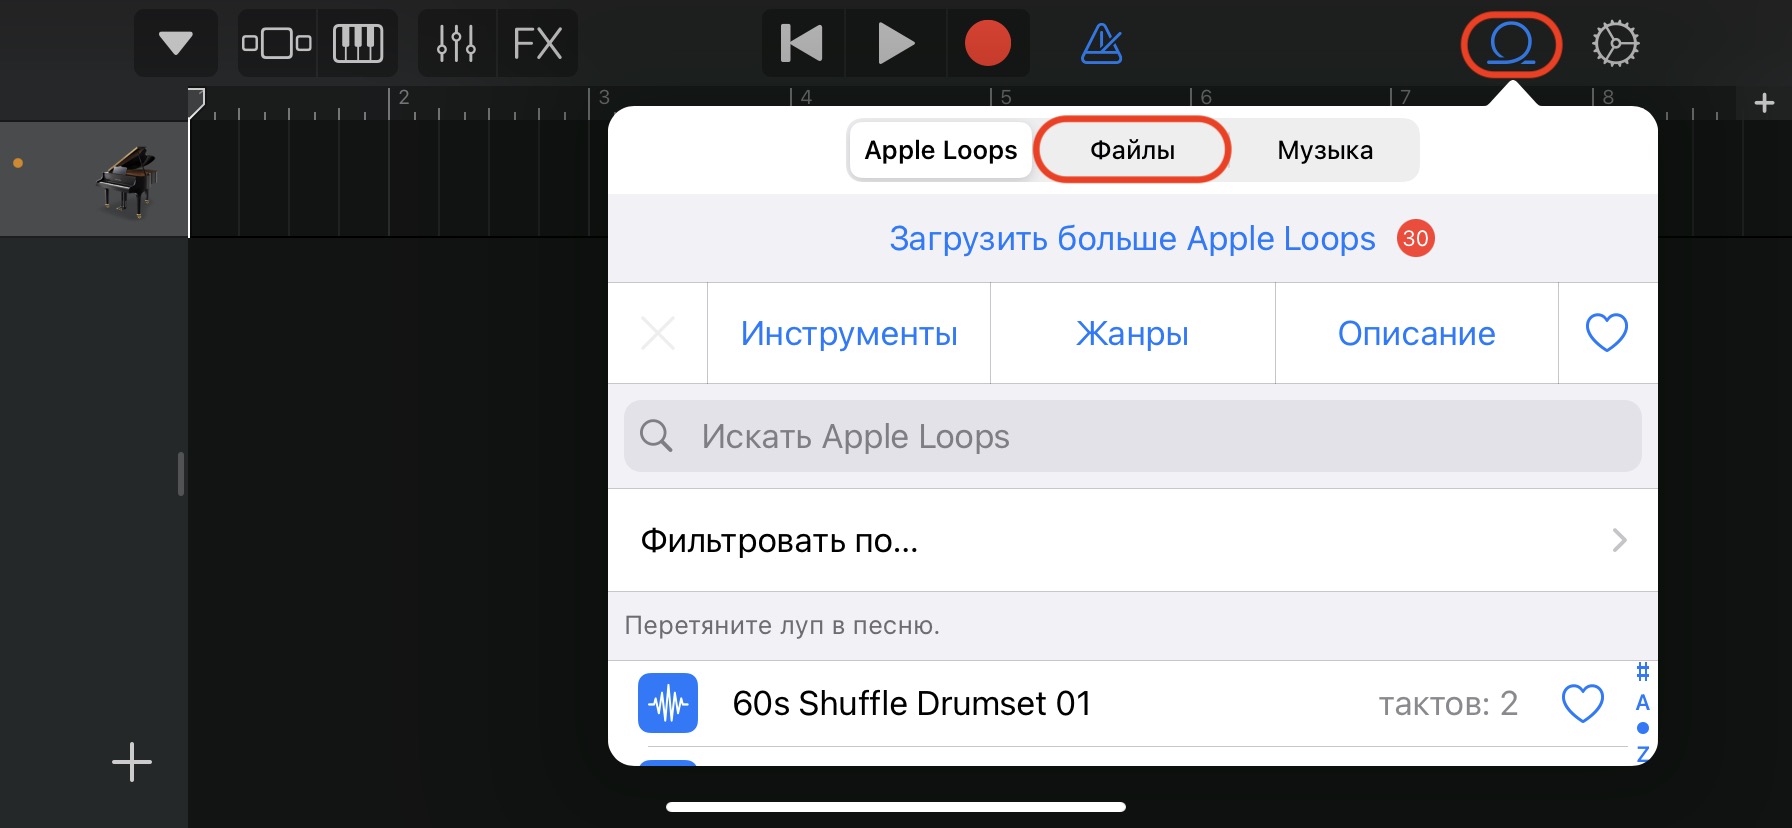 FX
2 3 4 5 6 7 8
Apple Loops Файлы Музыка
Загрузить больше Apple Loops 30
Инструменты Жанры Описание
Искать Apple Loops
Фильтровать по...
Перетяните луп в песню.
60s Shuffle Drumset 01 тактов: 2
#
A
Z